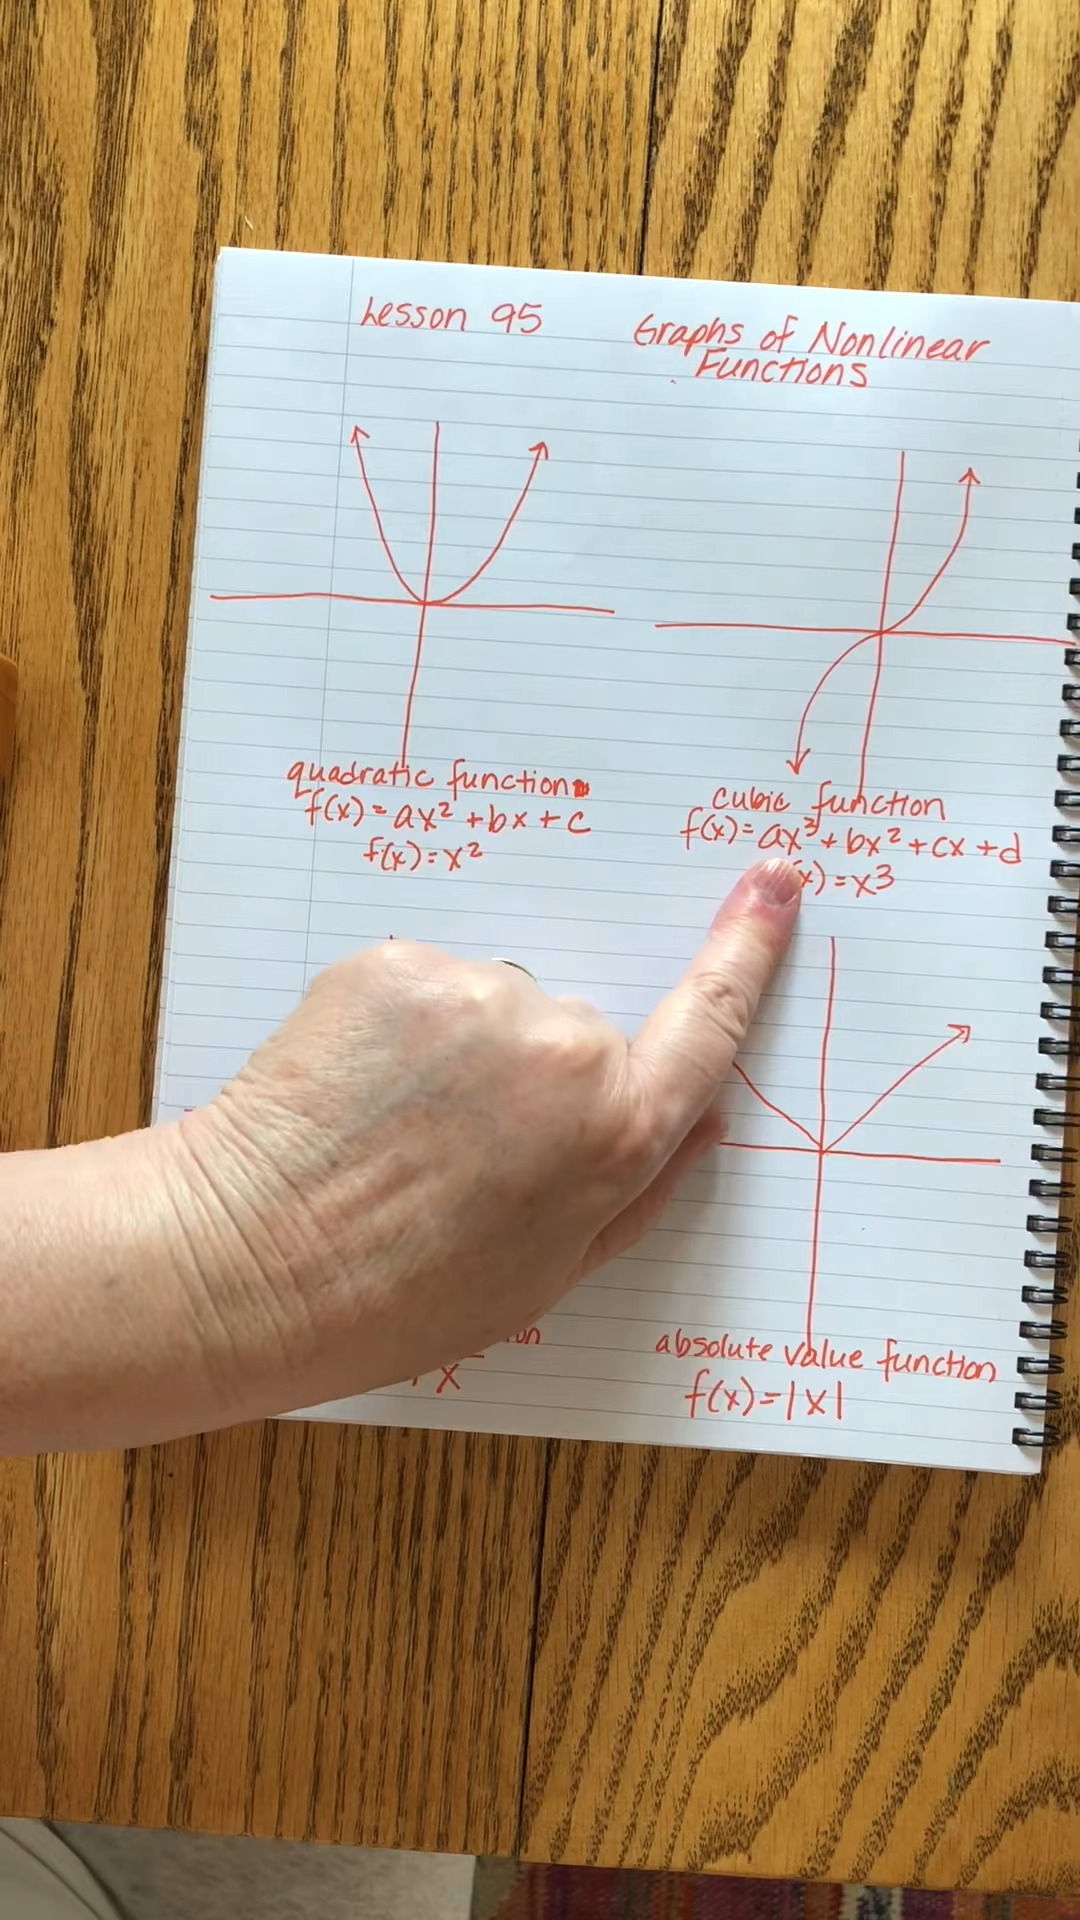 Lesson 95
Graphs of Nonlinear
Functions
quadratic function
f(x) = ax² + bx + c
f(x) = x²
cubic function
f(x) = ax³ + bx² + cx + d
(x) = x³
absolute value function
f(x) = |x|